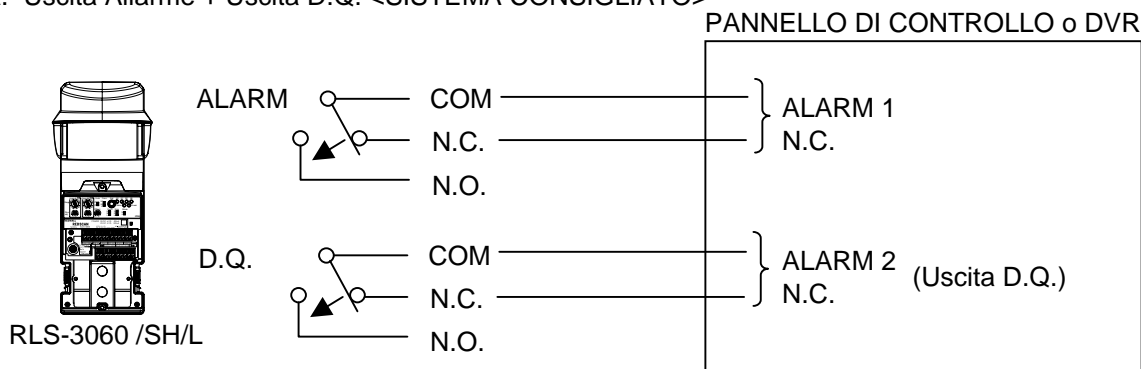 Uscita Allarme + Uscita D.Q. <SISTEMA CONSIGLIATO>
PANNELLO DI CONTROLLO o DVR
ALARM
COM
N.C.
N.O.
ALARM 1
N.C.
D.Q.
COM
N.C.
N.O.
ALARM 2
N.C.
(Uscita D.Q.)
RLS-3060 /SH/L